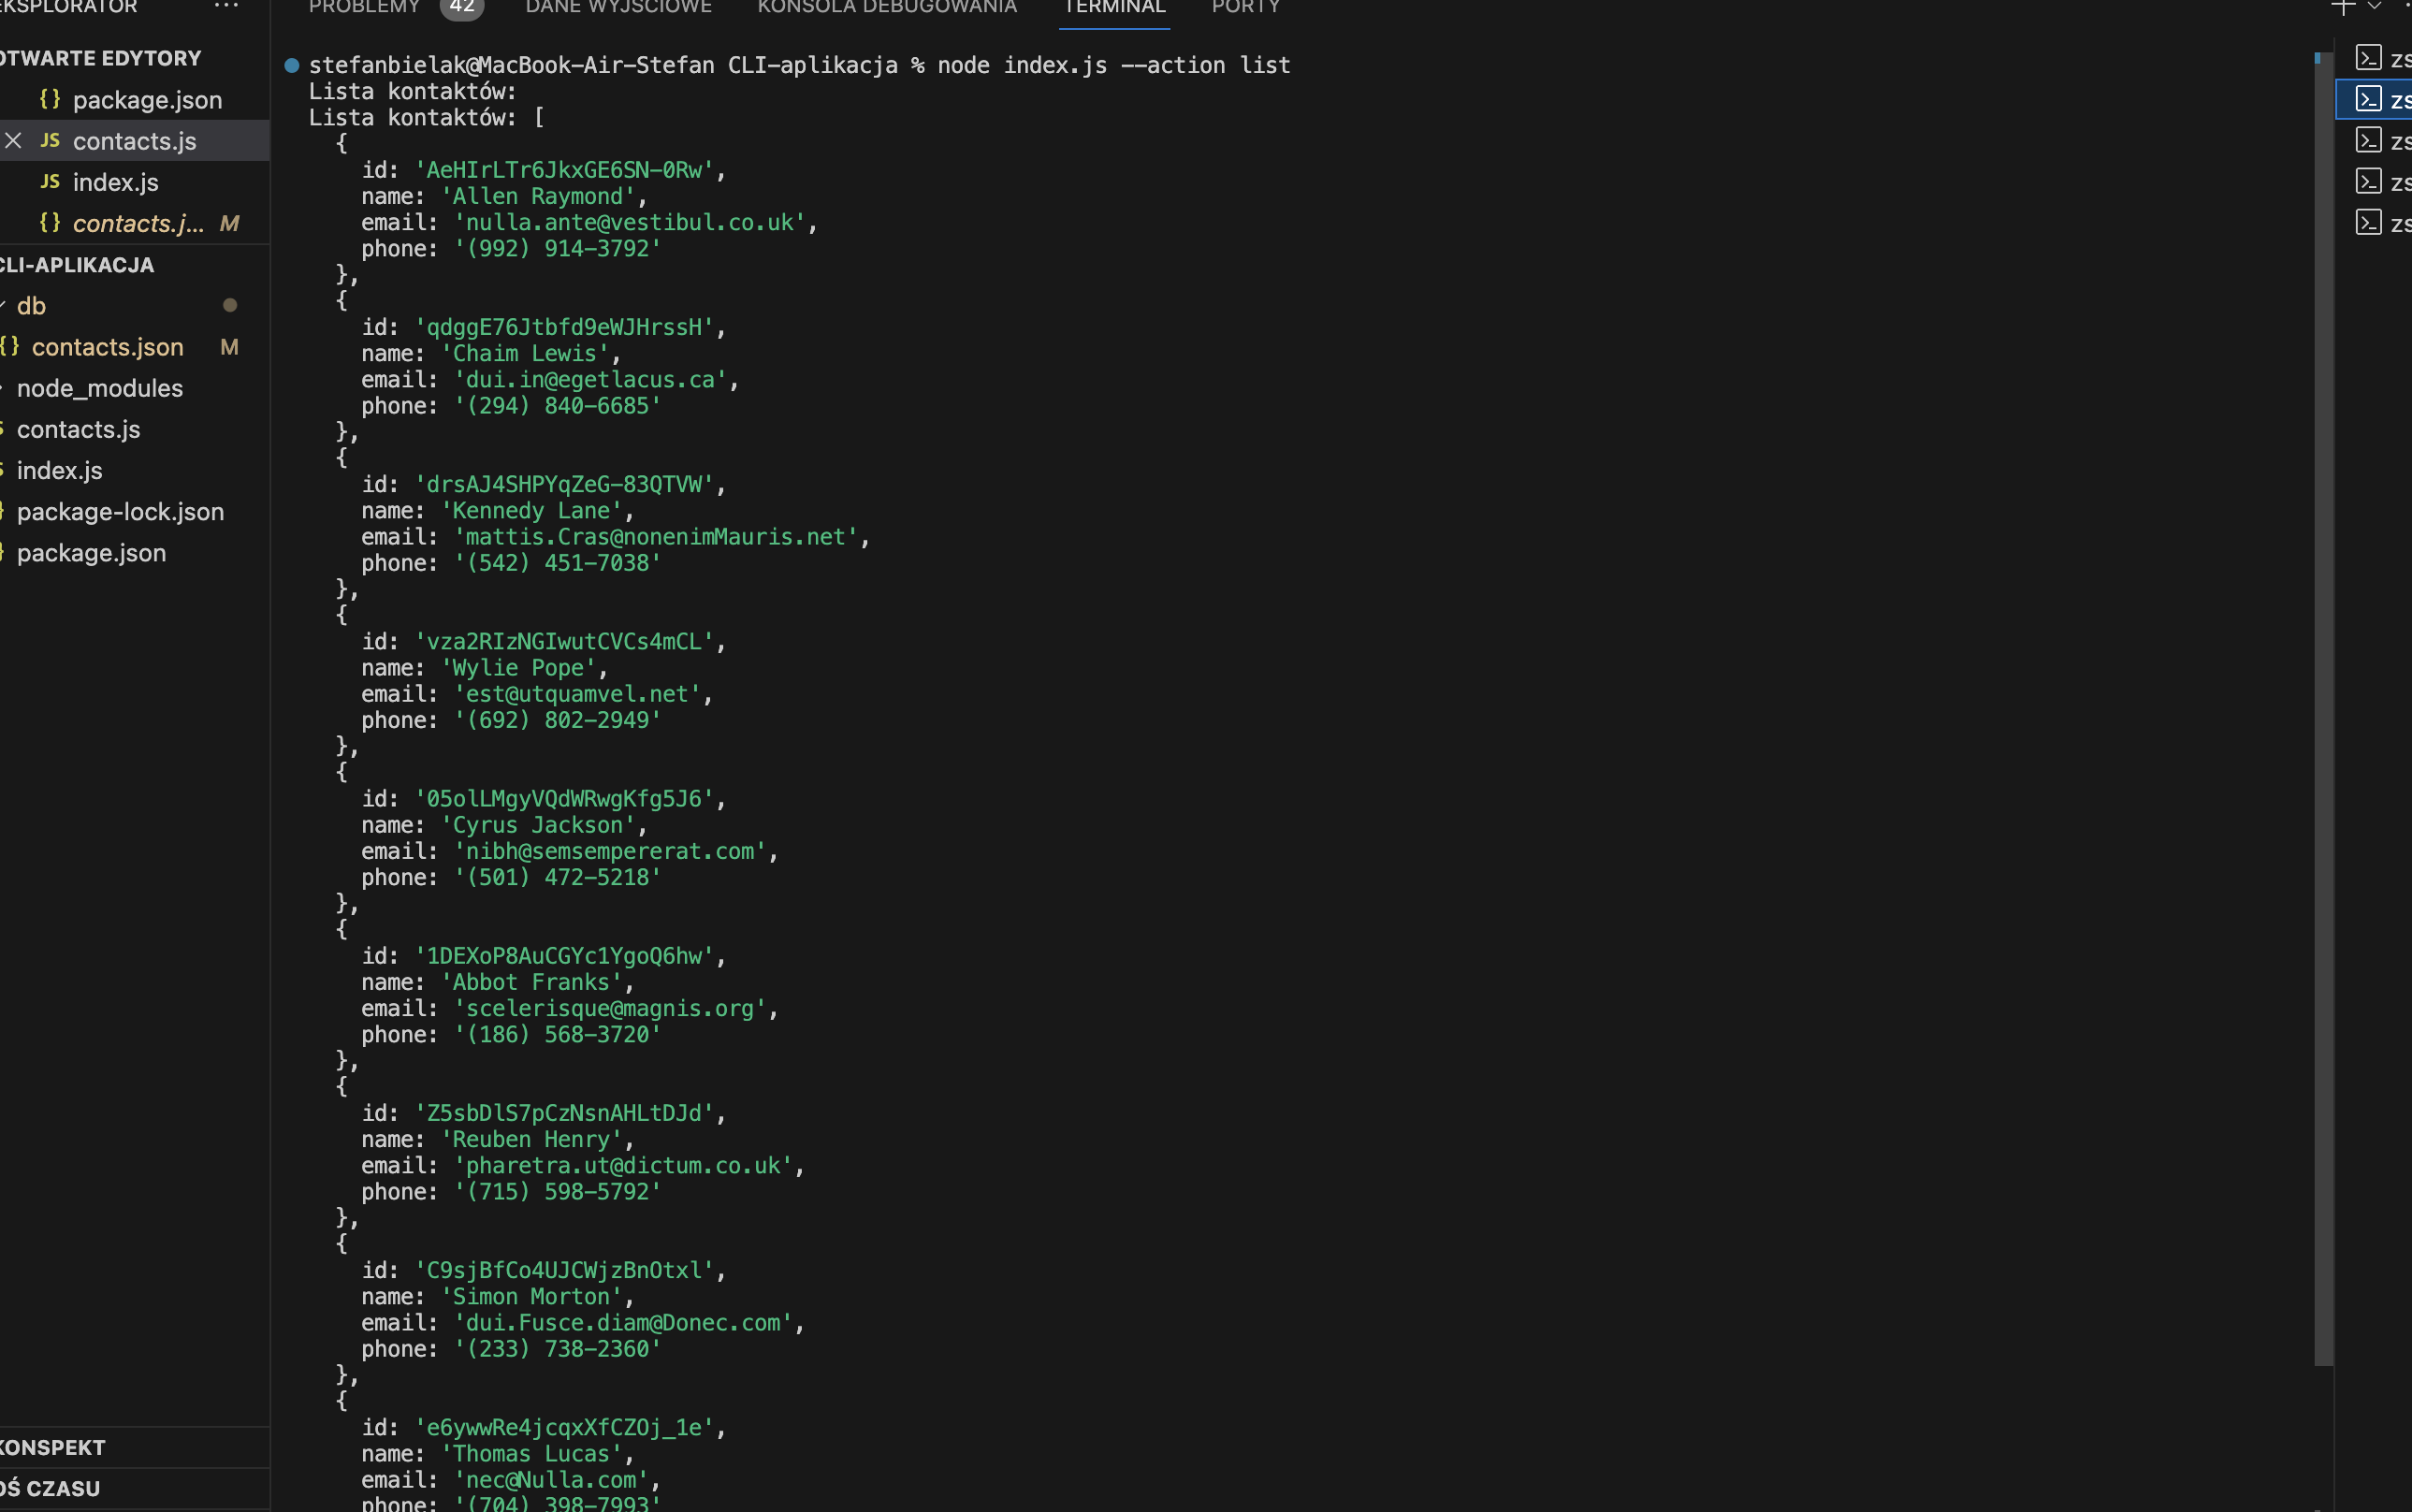 EKSPLORATOR ...
OTWARTE EDYTORY
{} package.json
JS contacts.js
JS index.js
{} contacts.j... M
CLI-APLIKACJA
db
{} contacts.json M
node_modules
contacts.js
index.js
package-lock.json
package.json
KONSPEKT
OŚ CZASU
PROBLEMY 42 DANE WYJŚCIOWE KONSOLA DEBUGOWANIA TERMINAL PORTY
stefanbielak@MacBook-Air-Stefan CLI-aplikacja % node index.js --action list
Lista kontaktów:
Lista kontaktów: [
{
id: 'AeHIrLTr6JkxGE6SN-0Rw',
name: 'Allen Raymond',
email: 'nulla.ante@vestibul.co.uk',
phone: '(992) 914-3792'
},
{
id: 'qdggE76Jtbfd9eWJHrssH',
name: 'Chaim Lewis',
email: 'dui.in@egetlacus.ca',
phone: '(294) 840-6685'
},
{
id: 'drsAJ4SHPYqZeG-83QTVW',
name: 'Kennedy Lane',
email: 'mattis.Cras@nonenimMauris.net',
phone: '(542) 451-7038'
},
{
id: 'vza2RIzNGIwutCVCs4mCL',
name: 'Wylie Pope',
email: 'est@utquamvel.net',
phone: '(692) 802-2949'
},
{
id: '05olLMgyVQdWRwgKfg5J6',
name: 'Cyrus Jackson',
email: 'nibh@semsempererat.com',
phone: '(501) 472-5218'
},
{
id: '1DEXoP8AuCGYc1YgoQ6hw',
name: 'Abbot Franks',
email: 'scelerisque@magnis.org',
phone: '(186) 568-3720'
},
{
id: 'Z5sbDlS7pCzNsnAHLtDJd',
name: 'Reuben Henry',
email: 'pharetra.ut@dictum.co.uk',
phone: '(715) 598-5792'
},
{
id: 'C9sjBfCo4UJCWjzBnOtxl',
name: 'Simon Morton',
email: 'dui.Fusce.diam@Donec.com',
phone: '(233) 738-2360'
},
{
id: 'e6ywwRe4jcqxXfCZOj_1e',
name: 'Thomas Lucas',
email: 'nec@Nulla.com',
phone: '(704) 398-7993'
zs
zs
zs
zs
zs